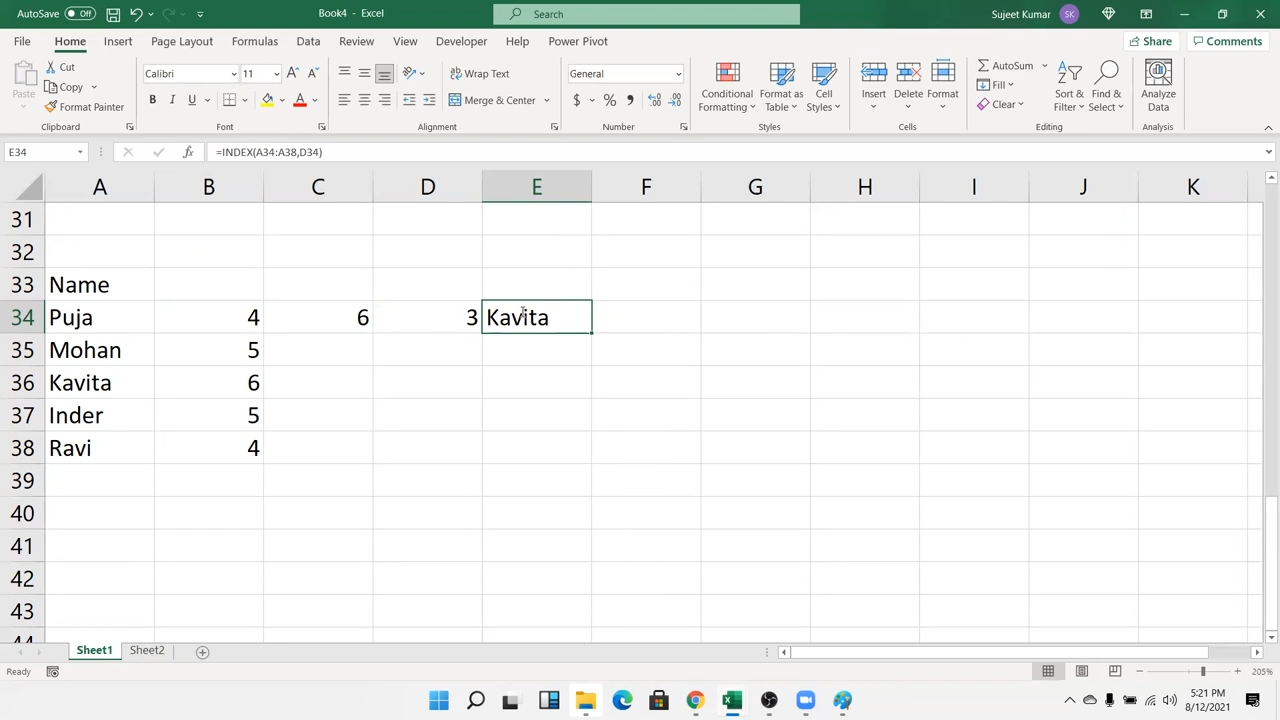 AutoSave Off Book4 - Excel Search Sujeet Kumar SK
File Home Insert Page Layout Formulas Data Review View Developer Help Power Pivot Share Comments
Paste Cut Copy Format Painter Clipboard
Calibri 11 B I U A Font
Wrap Text Merge & Center Alignment
General $ % , Number
Conditional Formatting Format as Table Cell Styles Styles
Insert Delete Format Cells
AutoSum Fill Clear Sort & Filter Find & Select Editing
Analyze Data Analysis
E34 fx =INDEX(A34:A38,D34)
A B C D E F G H I J K
31
32
33 Name
34 Puja 4 6 3 Kavita
35 Mohan 5
36 Kavita 6
37 Inder 5
38 Ravi 4
39
40
41
42
43
44
Sheet1 Sheet2
Ready 205%
5:21 PM
8/12/2021